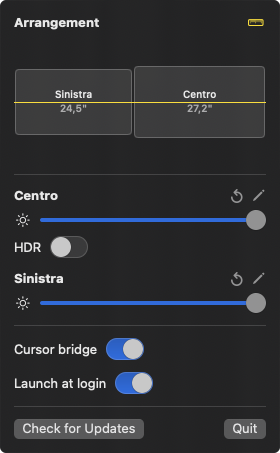 Arrangement
Sinistra
24,5"
Centro
27,2"
Centro
HDR
Sinistra
Cursor bridge
Launch at login
Check for Updates
Quit